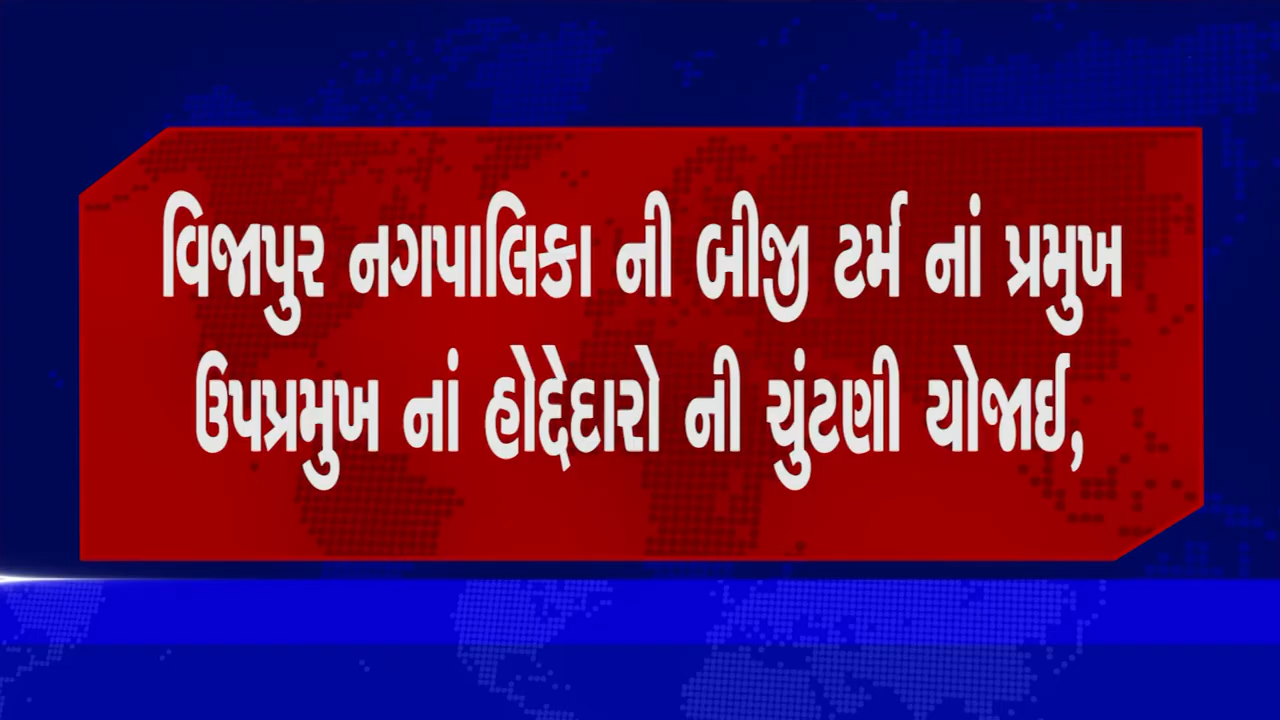 વિજાપુર નગપાલિકા ની બીજી ટર્મ નાં પ્રમુખ
ઉપપ્રમુખ નાં હોદ્દેદારો ની ચુંટણી યોજાઈ,